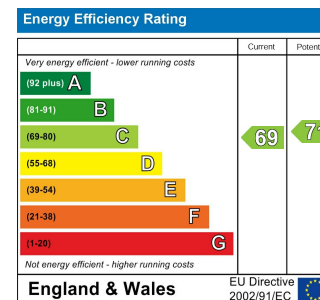 Energy Efficiency Rating
Current
Very energy efficient - lower running costs
(92 plus) A
(81-91) B
(69-80) C
69
(55-68) D
(39-54) E
(21-38) F
(1-20) G
Not energy efficient - higher running costs
England & Wales
EU Directive
2002/91/EC